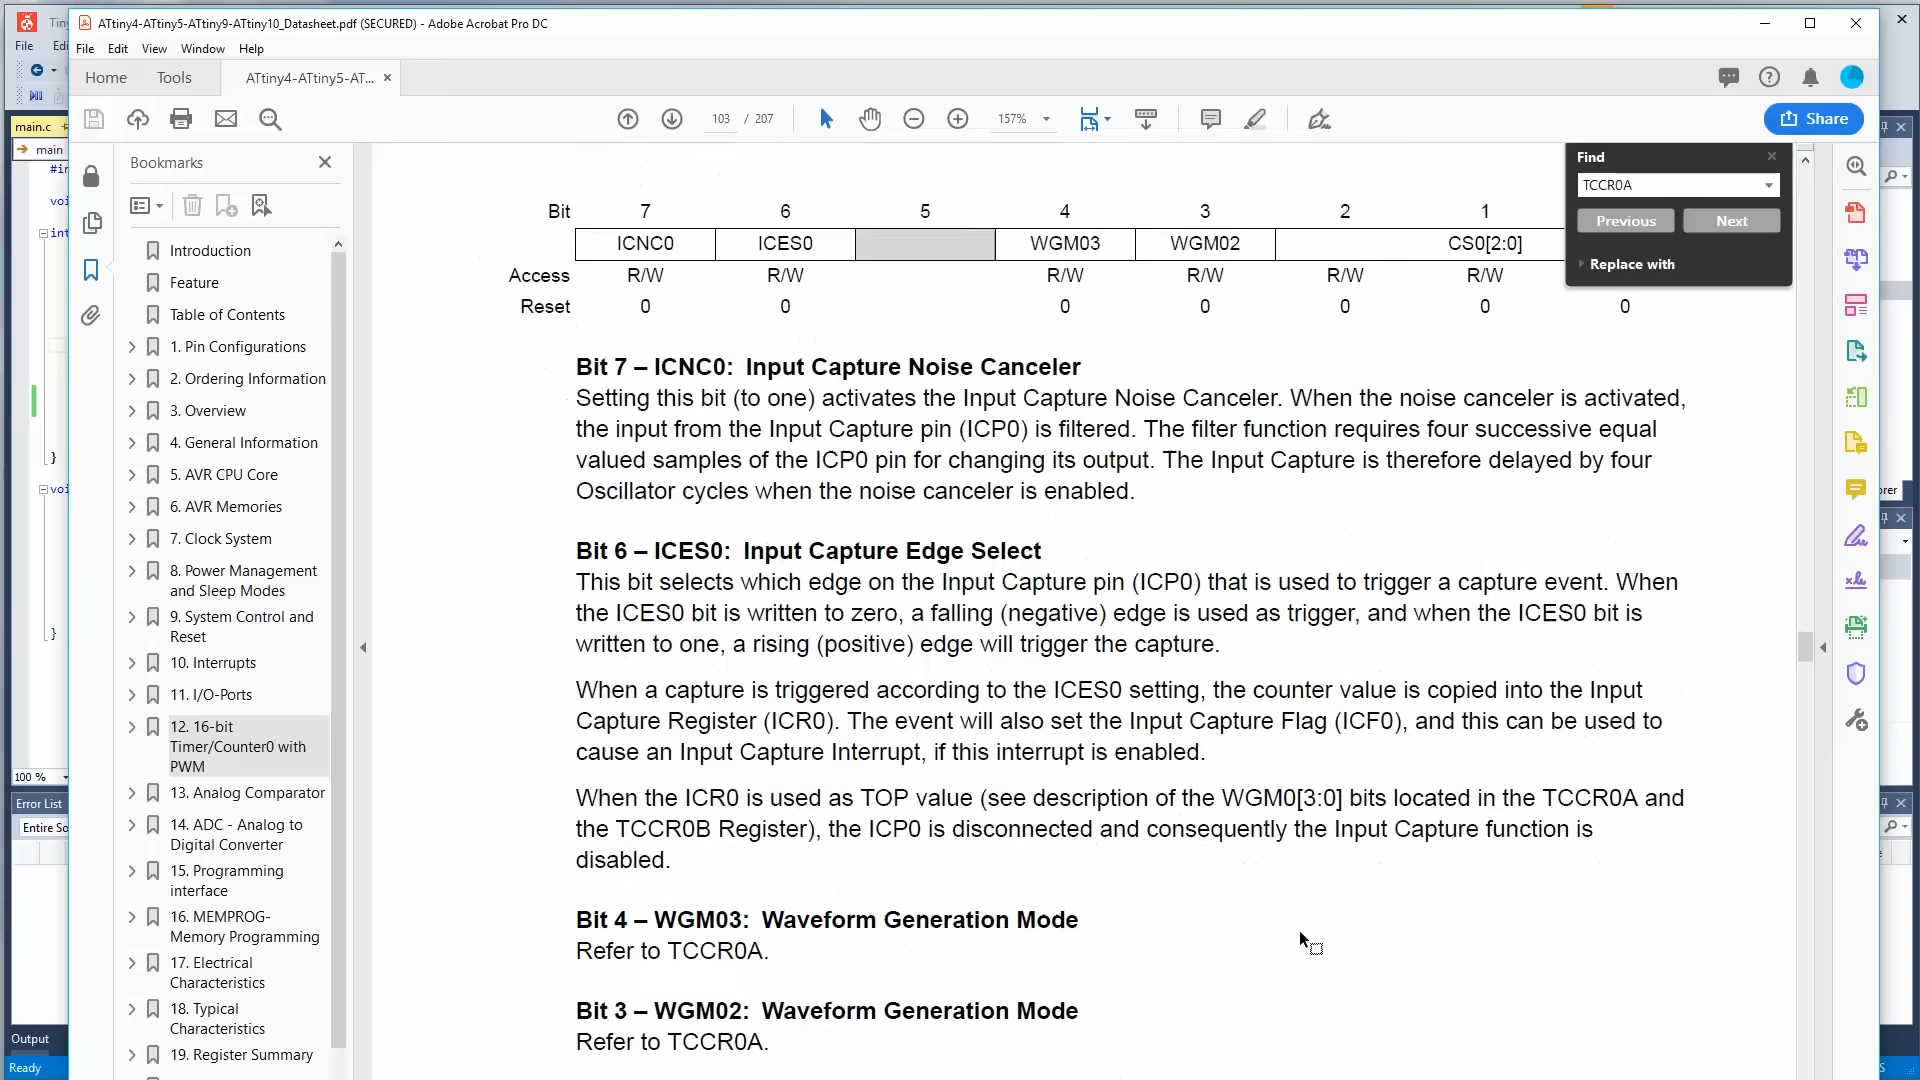 Tiny
ATtiny4-ATtiny5-ATtiny9-ATtiny10_Datasheet.pdf (SECURED) - Adobe Acrobat Pro DC
File
File Edit View Window Help
Home Tools ATtiny4-ATtiny5-AT...
103 / 207
157%
Share
main.c
main
Bookmarks
Introduction
Feature
Table of Contents
1. Pin Configurations
2. Ordering Information
3. Overview
4. General Information
5. AVR CPU Core
6. AVR Memories
7. Clock System
8. Power Management
and Sleep Modes
9. System Control and
Reset
10. Interrupts
11. I/O-Ports
12. 16-bit
Timer/Counter0 with
PWM
13. Analog Comparator
14. ADC - Analog to
Digital Converter
15. Programming
interface
16. MEMPROG-
Memory Programming
17. Electrical
Characteristics
18. Typical
Characteristics
19. Register Summary
Find
TCCR0A
Previous Next
Replace with
Bit 7 6 5 4 3 2 1
ICNC0 ICES0 WGM03 WGM02 CS0[2:0]
Access R/W R/W R/W R/W R/W R/W
Reset 0 0 0 0 0 0 0
Bit 7 – ICNC0: Input Capture Noise Canceler
Setting this bit (to one) activates the Input Capture Noise Canceler. When the noise canceler is activated,
the input from the Input Capture pin (ICP0) is filtered. The filter function requires four successive equal
valued samples of the ICP0 pin for changing its output. The Input Capture is therefore delayed by four
Oscillator cycles when the noise canceler is enabled.
Bit 6 – ICES0: Input Capture Edge Select
This bit selects which edge on the Input Capture pin (ICP0) that is used to trigger a capture event. When
the ICES0 bit is written to zero, a falling (negative) edge is used as trigger, and when the ICES0 bit is
written to one, a rising (positive) edge will trigger the capture.
When a capture is triggered according to the ICES0 setting, the counter value is copied into the Input
Capture Register (ICR0). The event will also set the Input Capture Flag (ICF0), and this can be used to
cause an Input Capture Interrupt, if this interrupt is enabled.
When the ICR0 is used as TOP value (see description of the WGM0[3:0] bits located in the TCCR0A and
the TCCR0B Register), the ICP0 is disconnected and consequently the Input Capture function is
disabled.
Bit 4 – WGM03: Waveform Generation Mode
Refer to TCCR0A.
Bit 3 – WGM02: Waveform Generation Mode
Refer to TCCR0A.
100 %
Error List
Entire So
Output
Ready